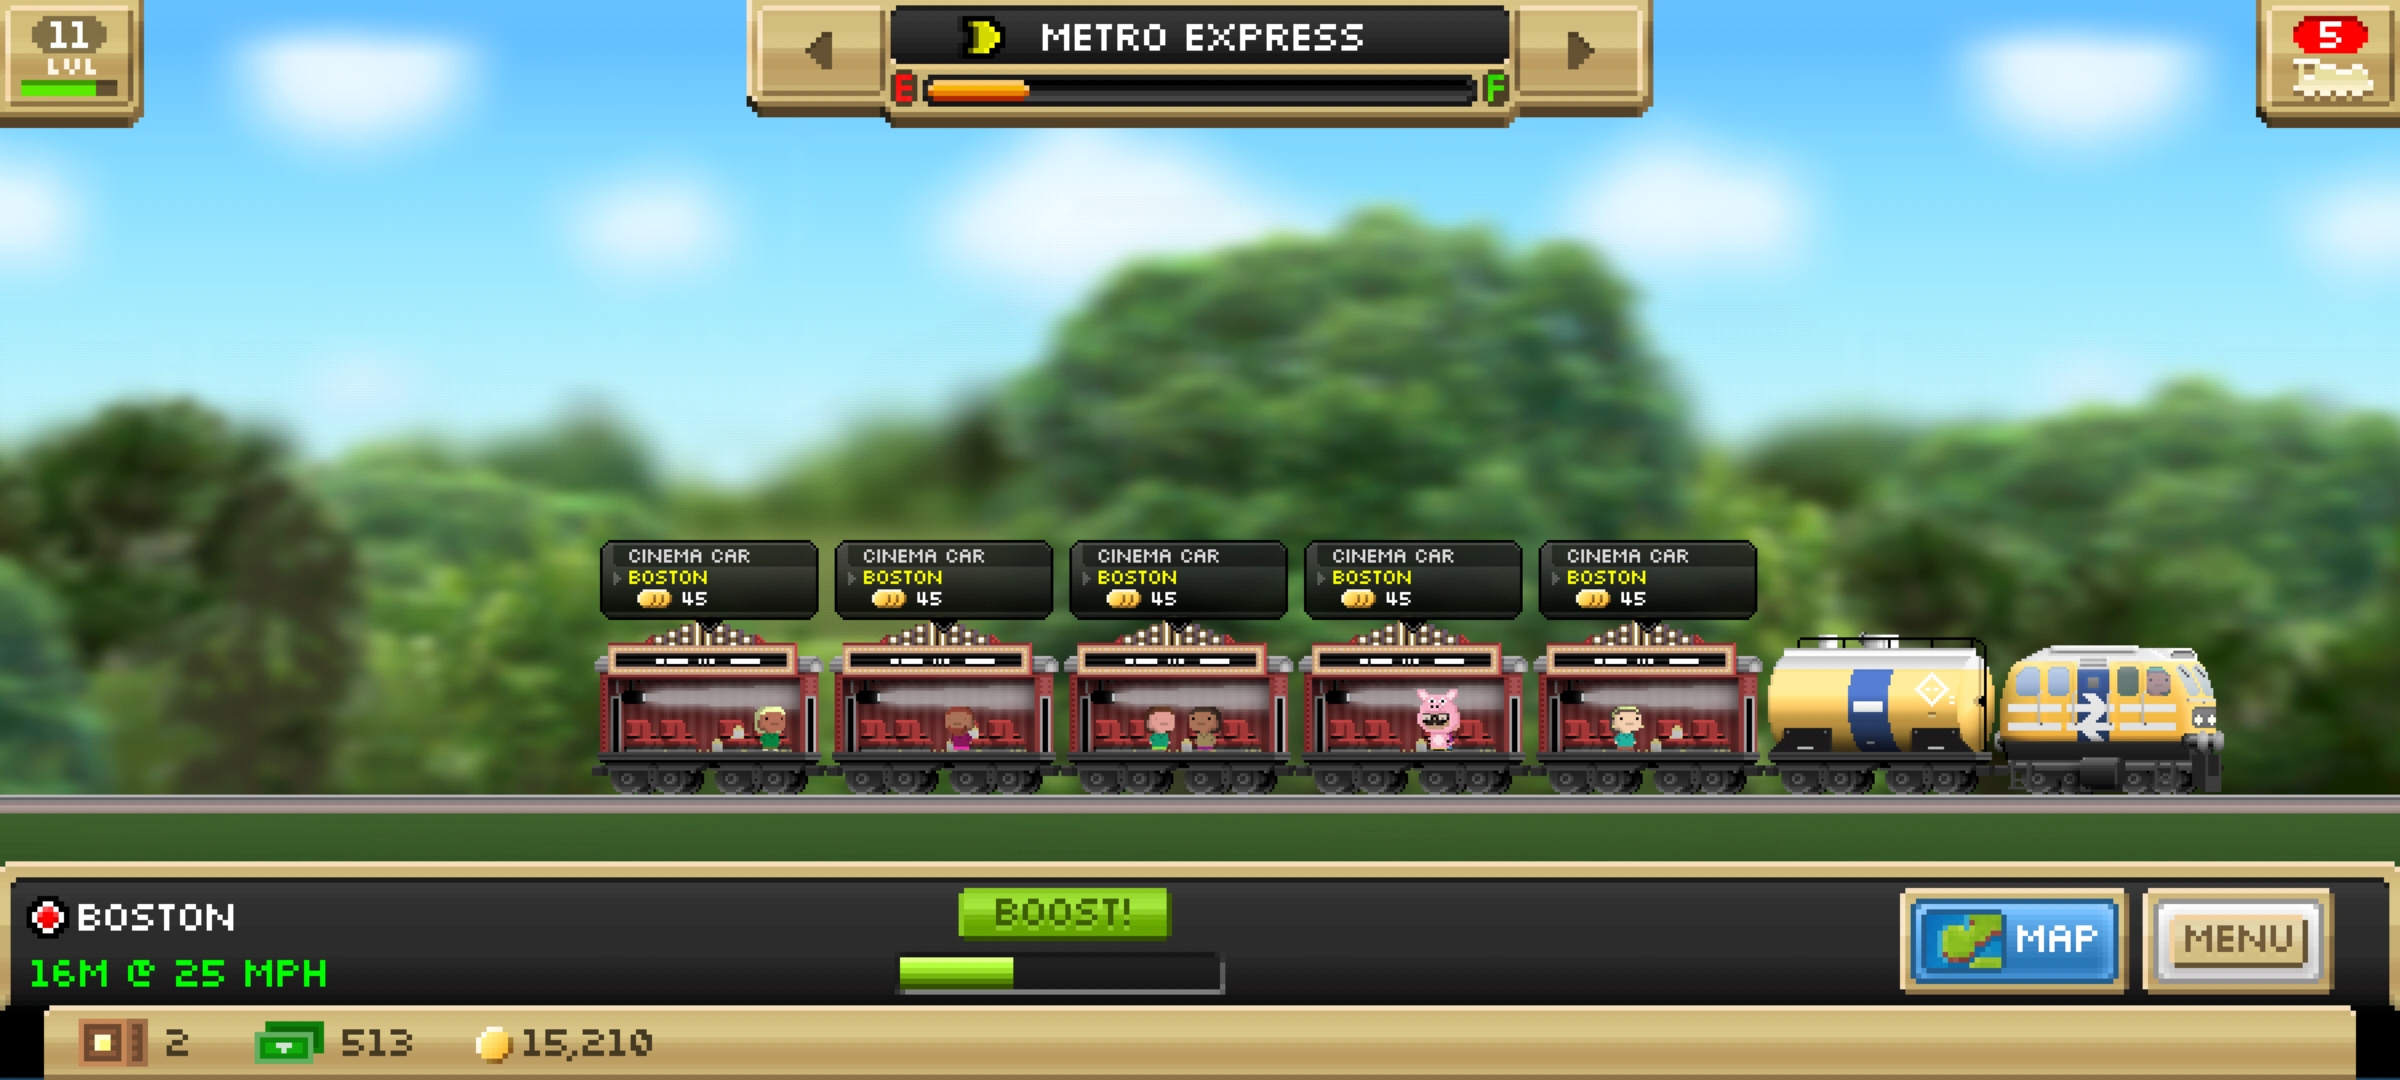 11
LVL
METRO EXPRESS
E F
5
CINEMA CAR
BOSTON
45
CINEMA CAR
BOSTON
45
CINEMA CAR
BOSTON
45
CINEMA CAR
BOSTON
45
CINEMA CAR
BOSTON
45
BOSTON
16M @ 25 MPH
BOOST!
MAP
MENU
2
513
15,210